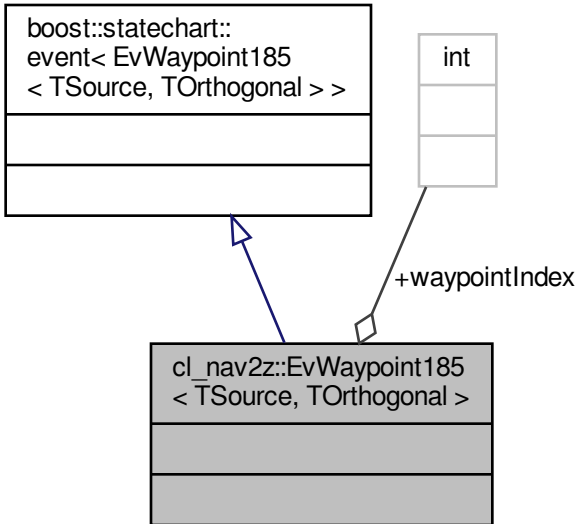 boost::statechart::
event< EvWaypoint185
< TSource, TOrthogonal > >
int
+waypointIndex
cl_nav2z::EvWaypoint185
< TSource, TOrthogonal >